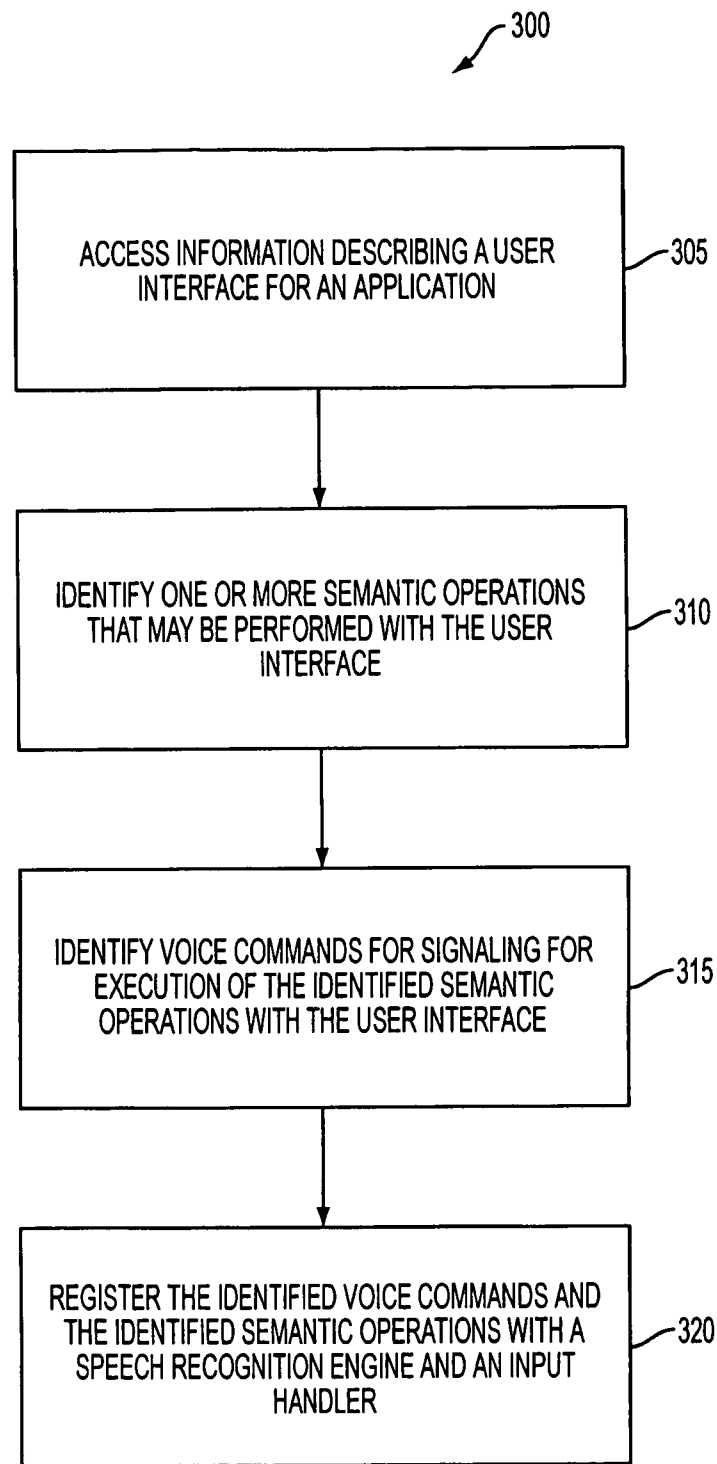 300
ACCESS INFORMATION DESCRIBING A USER
INTERFACE FOR AN APPLICATION
305
IDENTIFY ONE OR MORE SEMANTIC OPERATIONS
THAT MAY BE PERFORMED WITH THE USER
INTERFACE
310
IDENTIFY VOICE COMMANDS FOR SIGNALING FOR
EXECUTION OF THE IDENTIFIED SEMANTIC
OPERATIONS WITH THE USER INTERFACE
315
REGISTER THE IDENTIFIED VOICE COMMANDS AND
THE IDENTIFIED SEMANTIC OPERATIONS WITH A
SPEECH RECOGNITION ENGINE AND AN INPUT
HANDLER
320